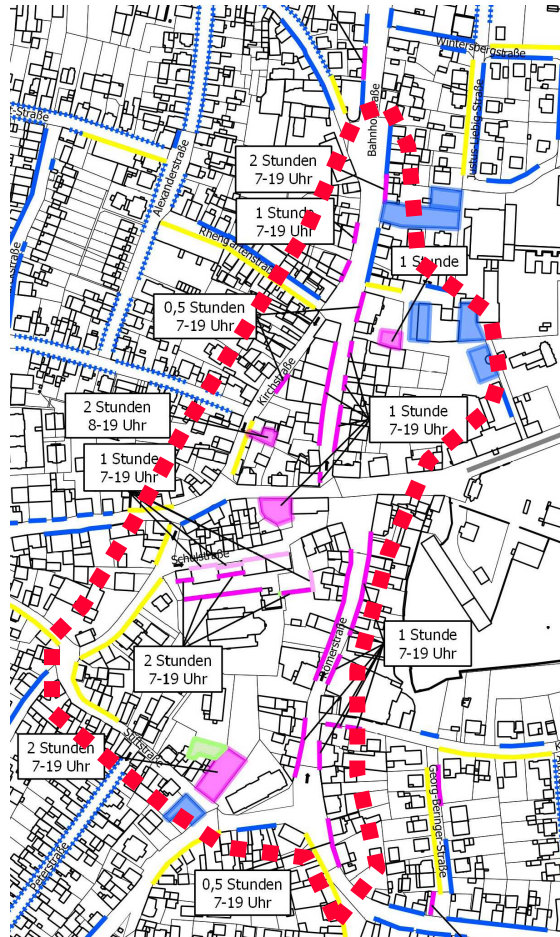 Wintersbergstraße
Bahnhofstraße
Justus-Liebig-Straße
-Straße
Alexanderstraße
2 Stunden
7-19 Uhr
1 Stunde
7-19 Uhr
Rheingartenstraße
1 Stunde
0,5 Stunden
7-19 Uhr
Kirchstraße
2 Stunden
8-19 Uhr
1 Stunde
7-19 Uhr
1 Stunde
7-19 Uhr
Schulstraße
Römerstraße
1 Stunde
7-19 Uhr
2 Stunden
7-19 Uhr
2 Stunden
7-19 Uhr
Peterstraße
Georg-Beringer-Straße
0,5 Stunden
7-19 Uhr